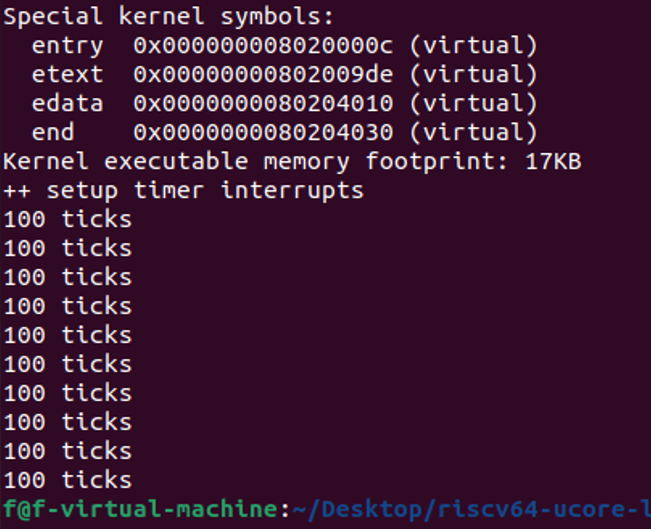 Special kernel symbols:
  entry  0x000000008020000c (virtual)
  etext  0x00000000802009de (virtual)
  edata  0x0000000080204010 (virtual)
  end    0x0000000080204030 (virtual)
Kernel executable memory footprint: 17KB
++ setup timer interrupts
100 ticks
100 ticks
100 ticks
100 ticks
100 ticks
100 ticks
100 ticks
100 ticks
100 ticks
100 ticks
f@f-virtual-machine:~/Desktop/riscv64-ucore-l